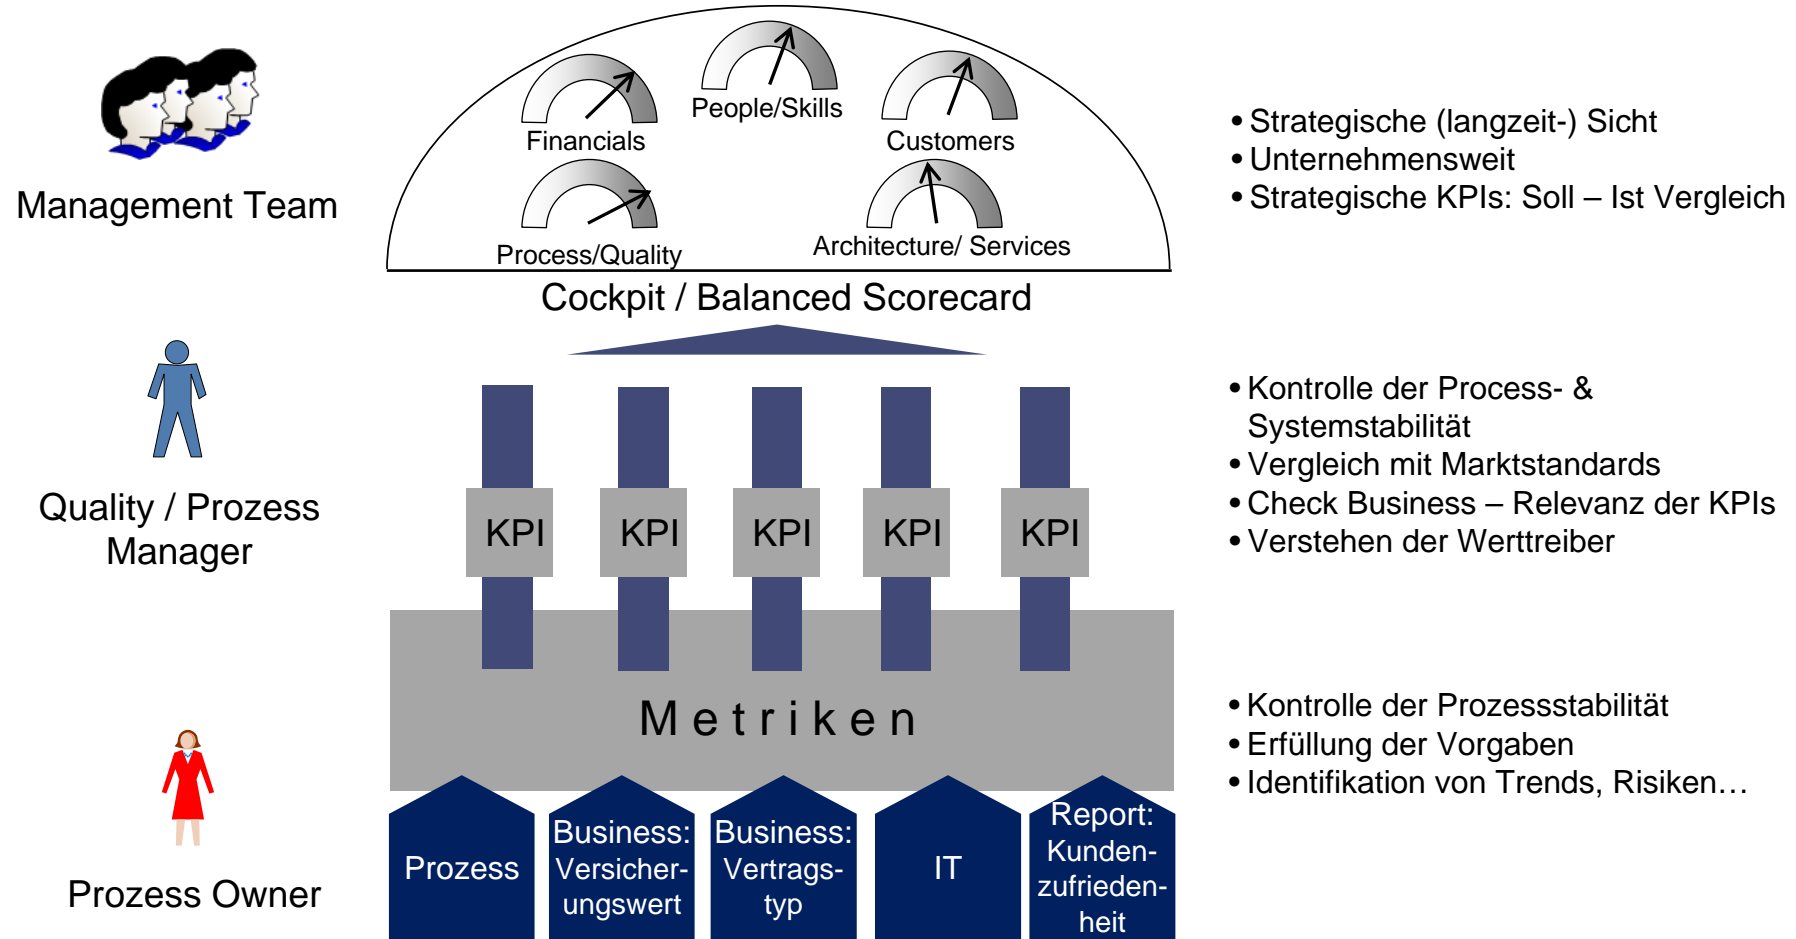 People/Skills
Financials
Customers
Process/Quality
Architecture/ Services
Cockpit / Balanced Scorecard
Management Team
• Strategische (langzeit-) Sicht
• Unternehmensweit
• Strategische KPIs: Soll – Ist Vergleich
Quality / Prozess
Manager
KPI
KPI
KPI
KPI
KPI
• Kontrolle der Process- &
Systemstabilität
• Vergleich mit Marktstandards
• Check Business – Relevanz der KPIs
• Verstehen der Werttreiber
Metriken
Prozess Owner
• Kontrolle der Prozessstabilität
• Erfüllung der Vorgaben
• Identifikation von Trends, Risiken…
Prozess
Business:
Versicher-
ungswert
Business:
Vertrags-
typ
IT
Report:
Kunden-
zufrieden-
heit